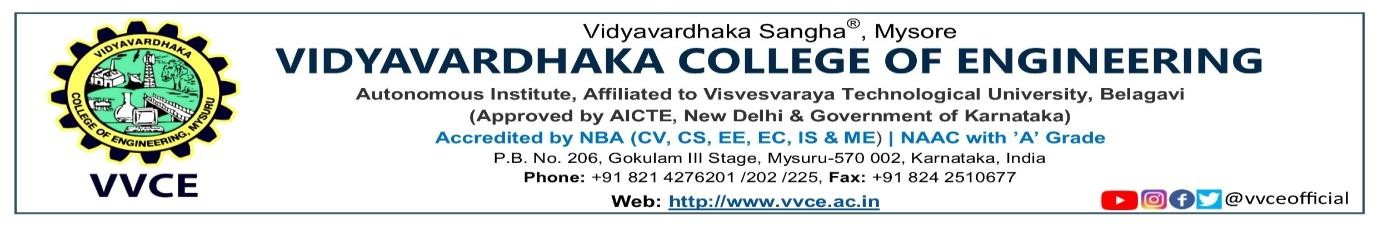 VIDYAVARDHAKA
COLLEGE OF ENGINEERING, MYSURU
VVCE
Vidyavardhaka Sangha®, Mysore
VIDYAVARDHAKA COLLEGE OF ENGINEERING
Autonomous Institute, Affiliated to Visvesvaraya Technological University, Belagavi
(Approved by AICTE, New Delhi & Government of Karnataka)
Accredited by NBA (CV, CS, EE, EC, IS & ME) | NAAC with ’A’ Grade
P.B. No. 206, Gokulam III Stage, Mysuru-570 002, Karnataka, India
Phone: +91 821 4276201 /202 /225, Fax: +91 824 2510677
Web: http://www.vvce.ac.in
@vvceofficial